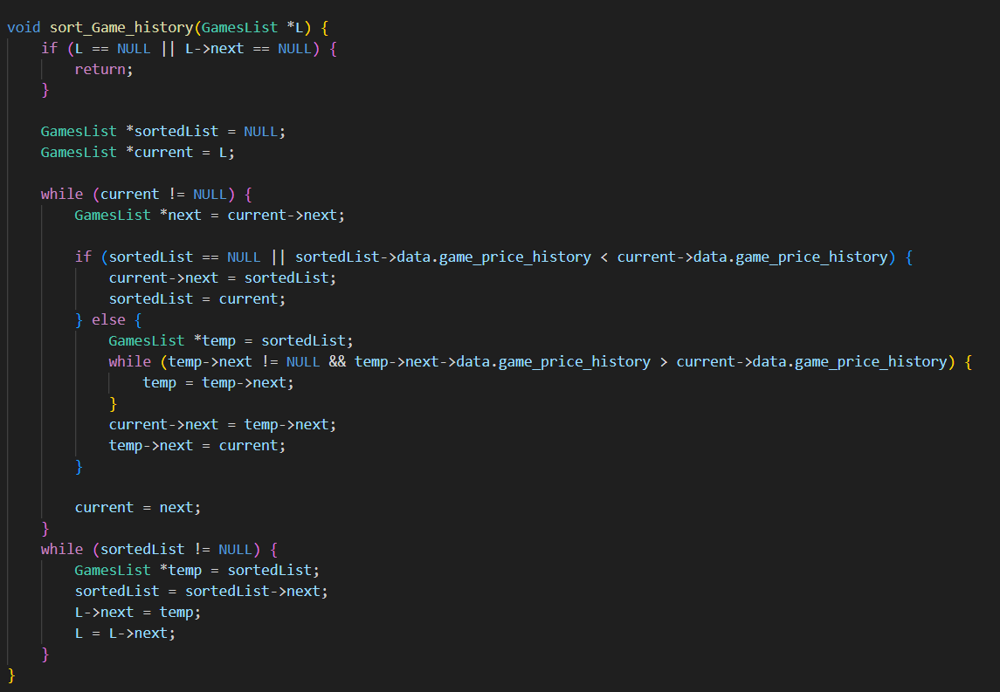 void sort_Game_history(GamesList *L) {
    if (L == NULL || L->next == NULL) {
        return;
    }

    GamesList *sortedList = NULL;
    GamesList *current = L;

    while (current != NULL) {
        GamesList *next = current->next;

        if (sortedList == NULL || sortedList->data.game_price_history < current->data.game_price_history) {
            current->next = sortedList;
            sortedList = current;
        } else {
            GamesList *temp = sortedList;
            while (temp->next != NULL && temp->next->data.game_price_history > current->data.game_price_history) {
                temp = temp->next;
            }
            current->next = temp->next;
            temp->next = current;
        }

        current = next;
    }
    while (sortedList != NULL) {
        GamesList *temp = sortedList;
        sortedList = sortedList->next;
        L->next = temp;
        L = L->next;
    }
}